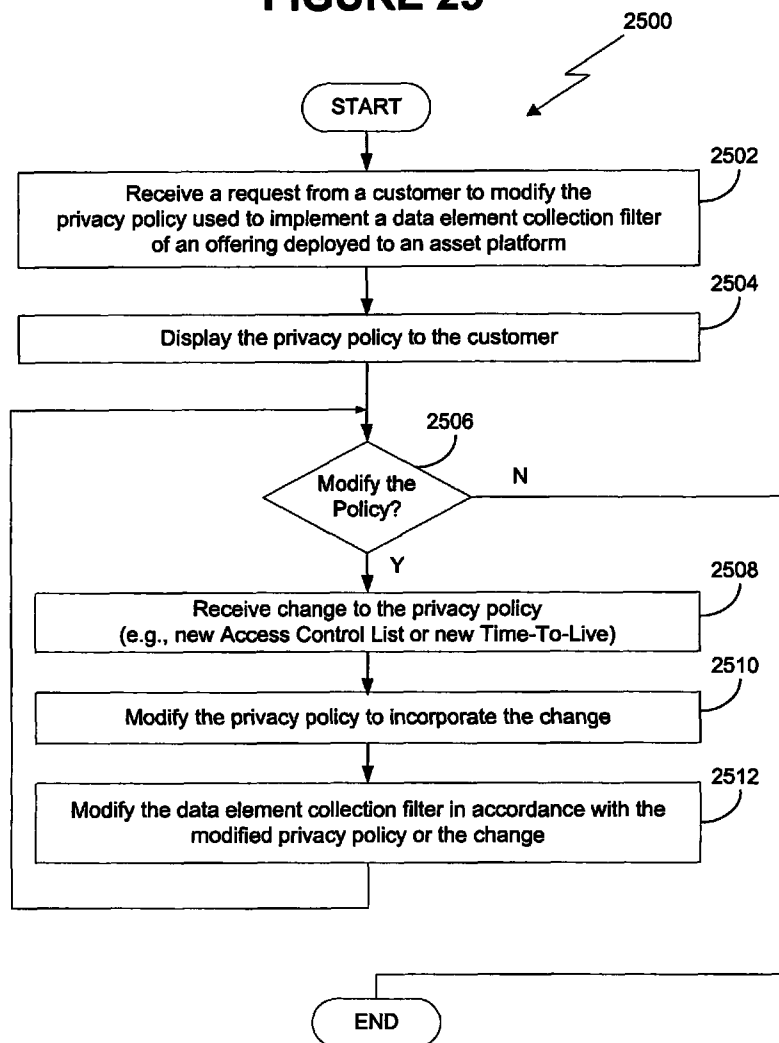 FIGURE 25
2500
START
2502
Receive a request from a customer to modify the
privacy policy used to implement a data element collection filter
of an offering deployed to an asset platform
2504
Display the privacy policy to the customer
2506
Modify the
Policy?
N
Y
2508
Receive change to the privacy policy
(e.g., new Access Control List or new Time-To-Live)
2510
Modify the privacy policy to incorporate the change
2512
Modify the data element collection filter in accordance with the
modified privacy policy or the change
END